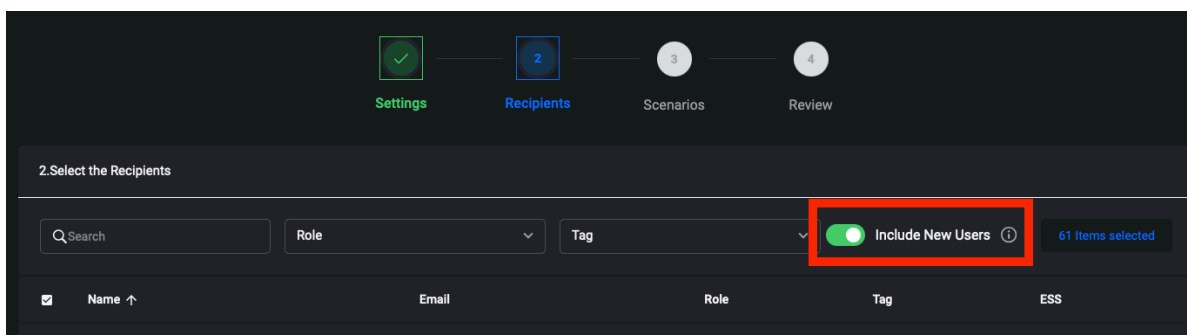 2
3
4
Settings
Recipients
Scenarios
Review
2.Select the Recipients
Search
Role
Tag
Include New Users
61 Items selected
Name
Email
Role
Tag
ESS